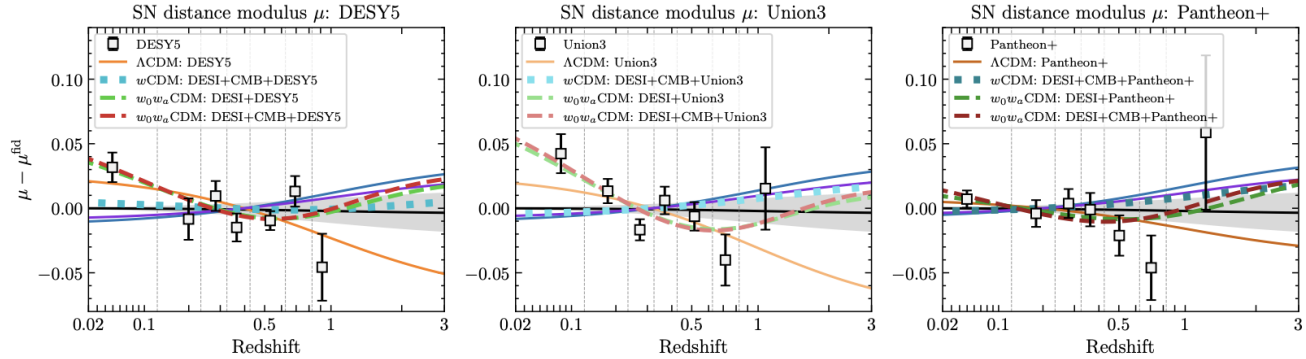 SN distance modulus μ: DESY5
DESY5
ΛCDM: DESY5
wCDM: DESI+CMB+DESY5
w₀wₐCDM: DESI+DESY5
w₀wₐCDM: DESI+CMB+DESY5
μ − μᶠⁱᵈ
0.10
0.05
0.00
−0.05
0.02 0.1 0.5 1 3
Redshift
SN distance modulus μ: Union3
Union3
ΛCDM: Union3
wCDM: DESI+CMB+Union3
w₀wₐCDM: DESI+Union3
w₀wₐCDM: DESI+CMB+Union3
0.10
0.05
0.00
−0.05
0.02 0.1 0.5 1 3
Redshift
SN distance modulus μ: Pantheon+
Pantheon+
ΛCDM: Pantheon+
wCDM: DESI+CMB+Pantheon+
w₀wₐCDM: DESI+Pantheon+
w₀wₐCDM: DESI+CMB+Pantheon+
0.10
0.05
0.00
−0.05
0.02 0.1 0.5 1 3
Redshift